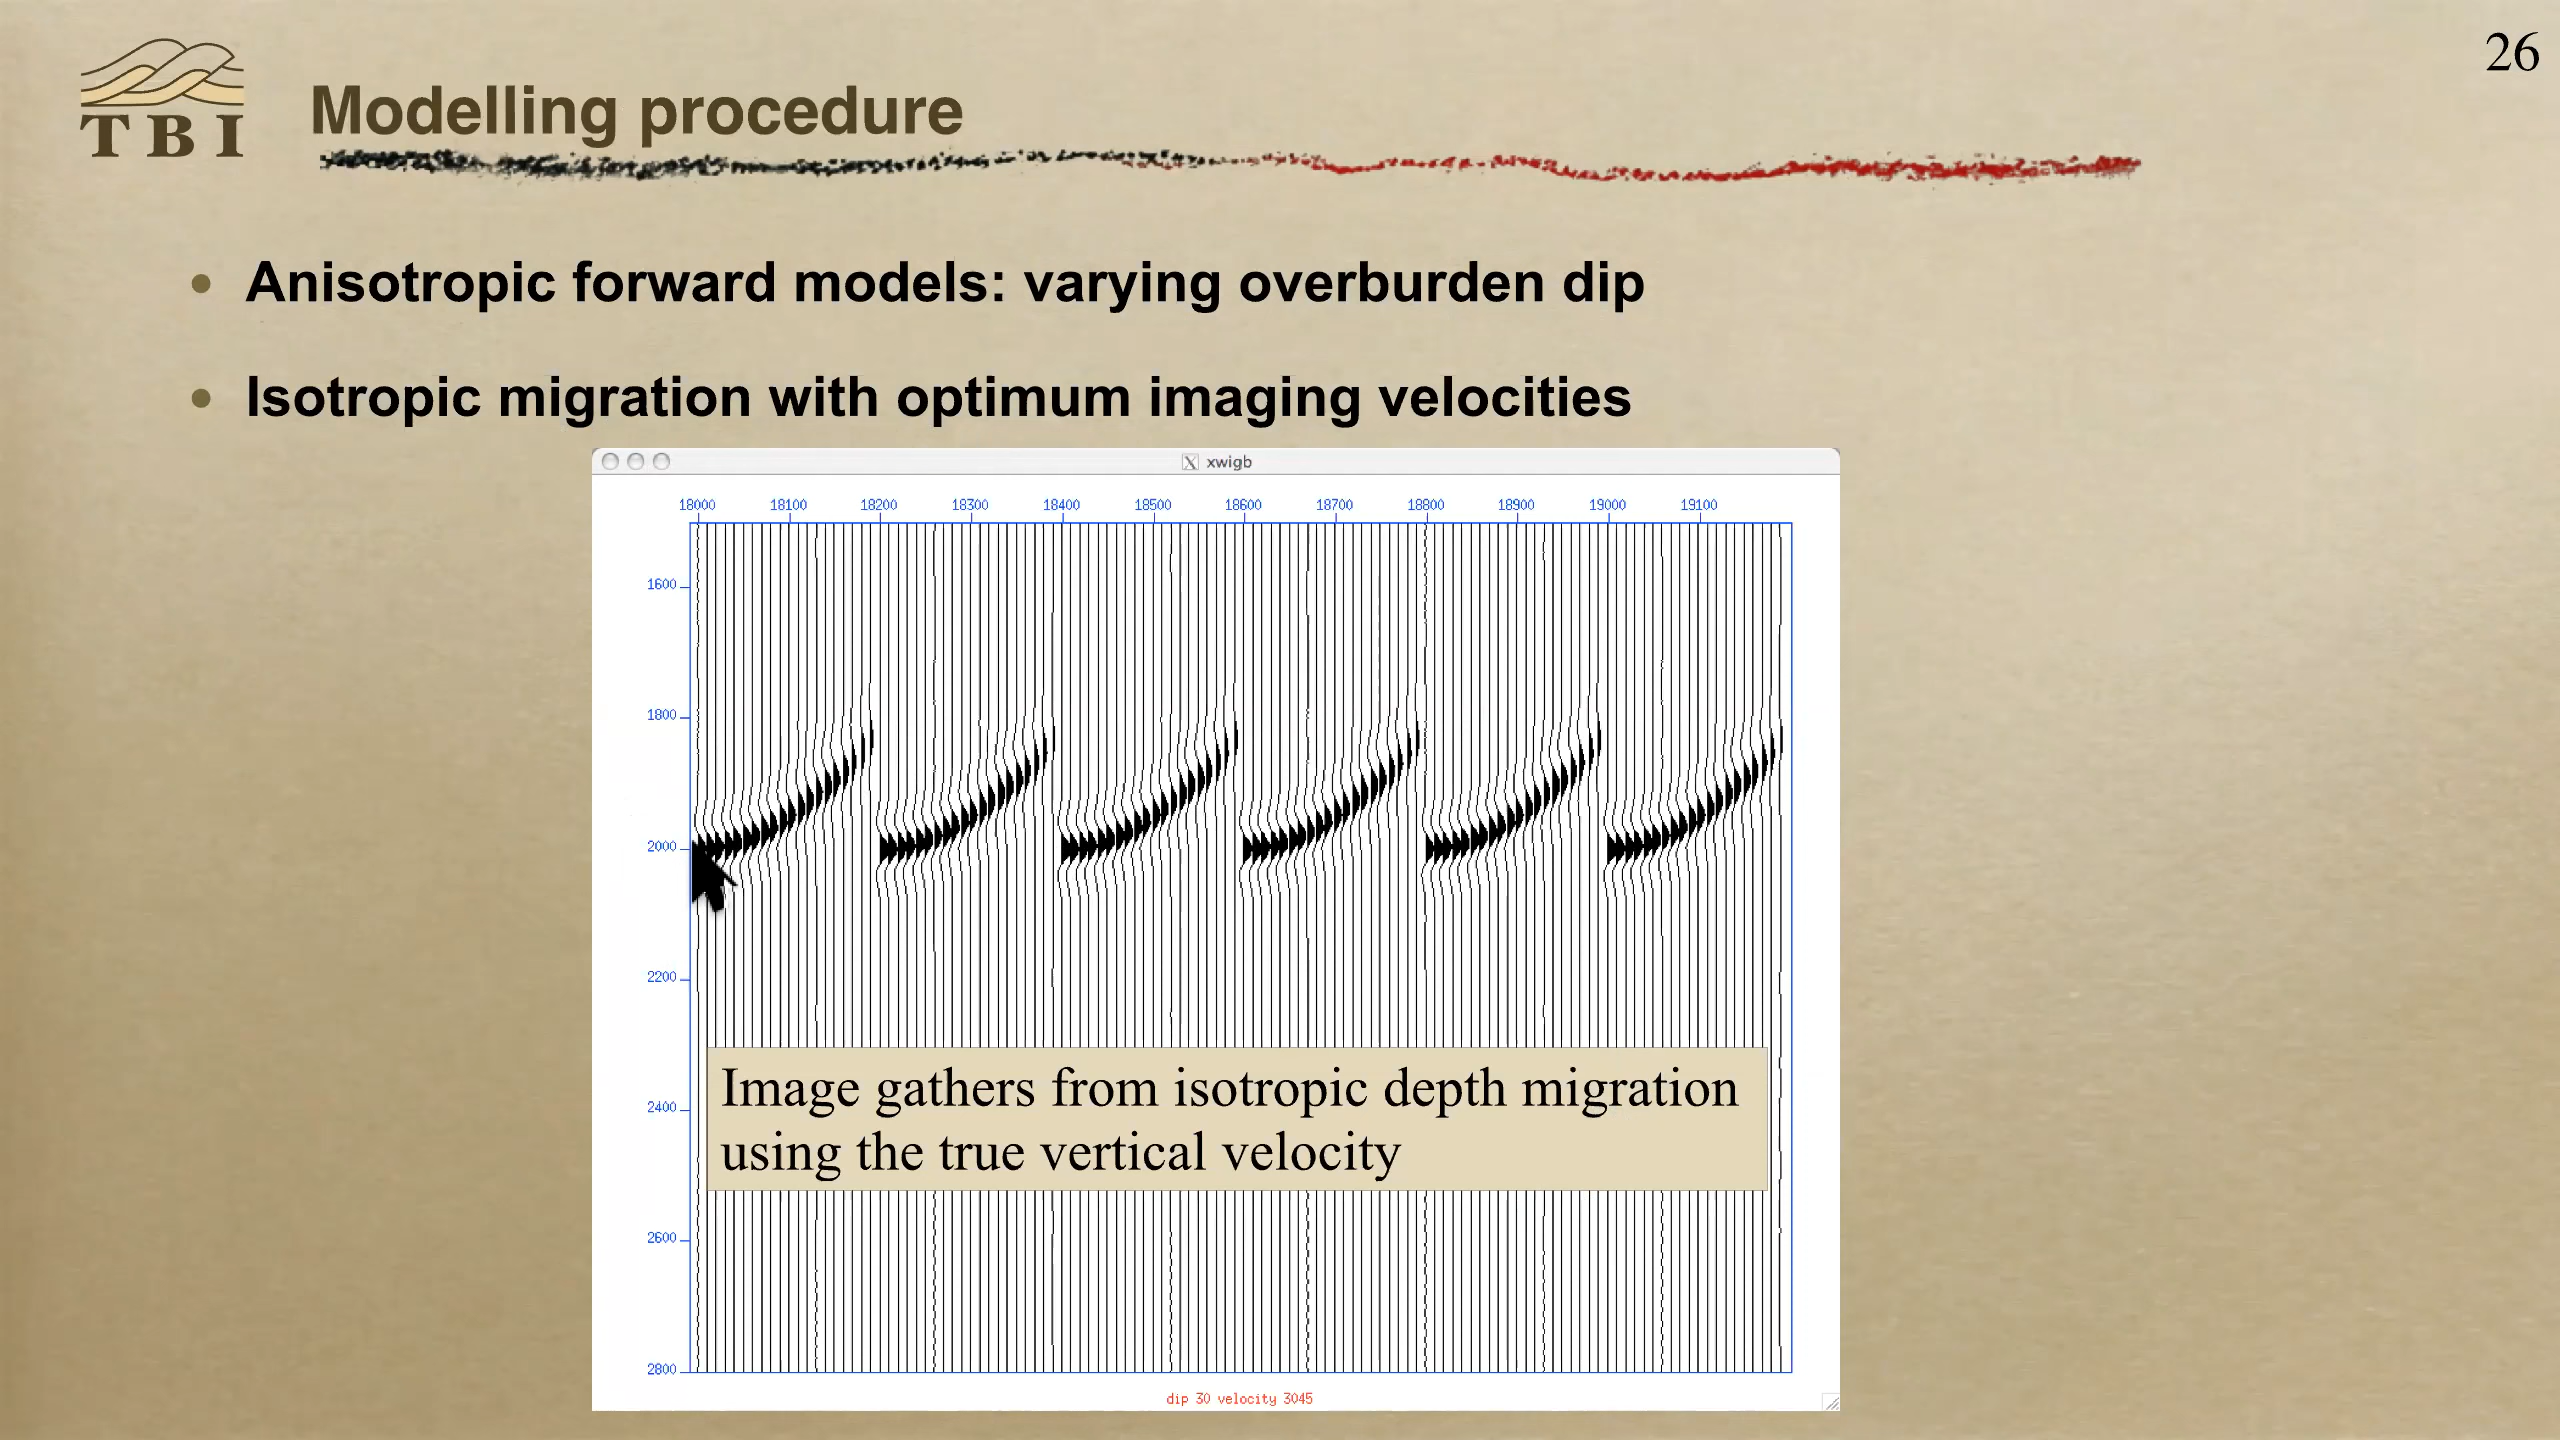 26
TBI
Modelling procedure
• Anisotropic forward models: varying overburden dip
• Isotropic migration with optimum imaging velocities
X xwigb
18000 18100 18200 18300 18400 18500 18600 18700 18800 18900 19000 19100
1600
1800
2000
2200
2400
2600
2800
Image gathers from isotropic depth migration
using the true vertical velocity
dip 30 velocity 3045